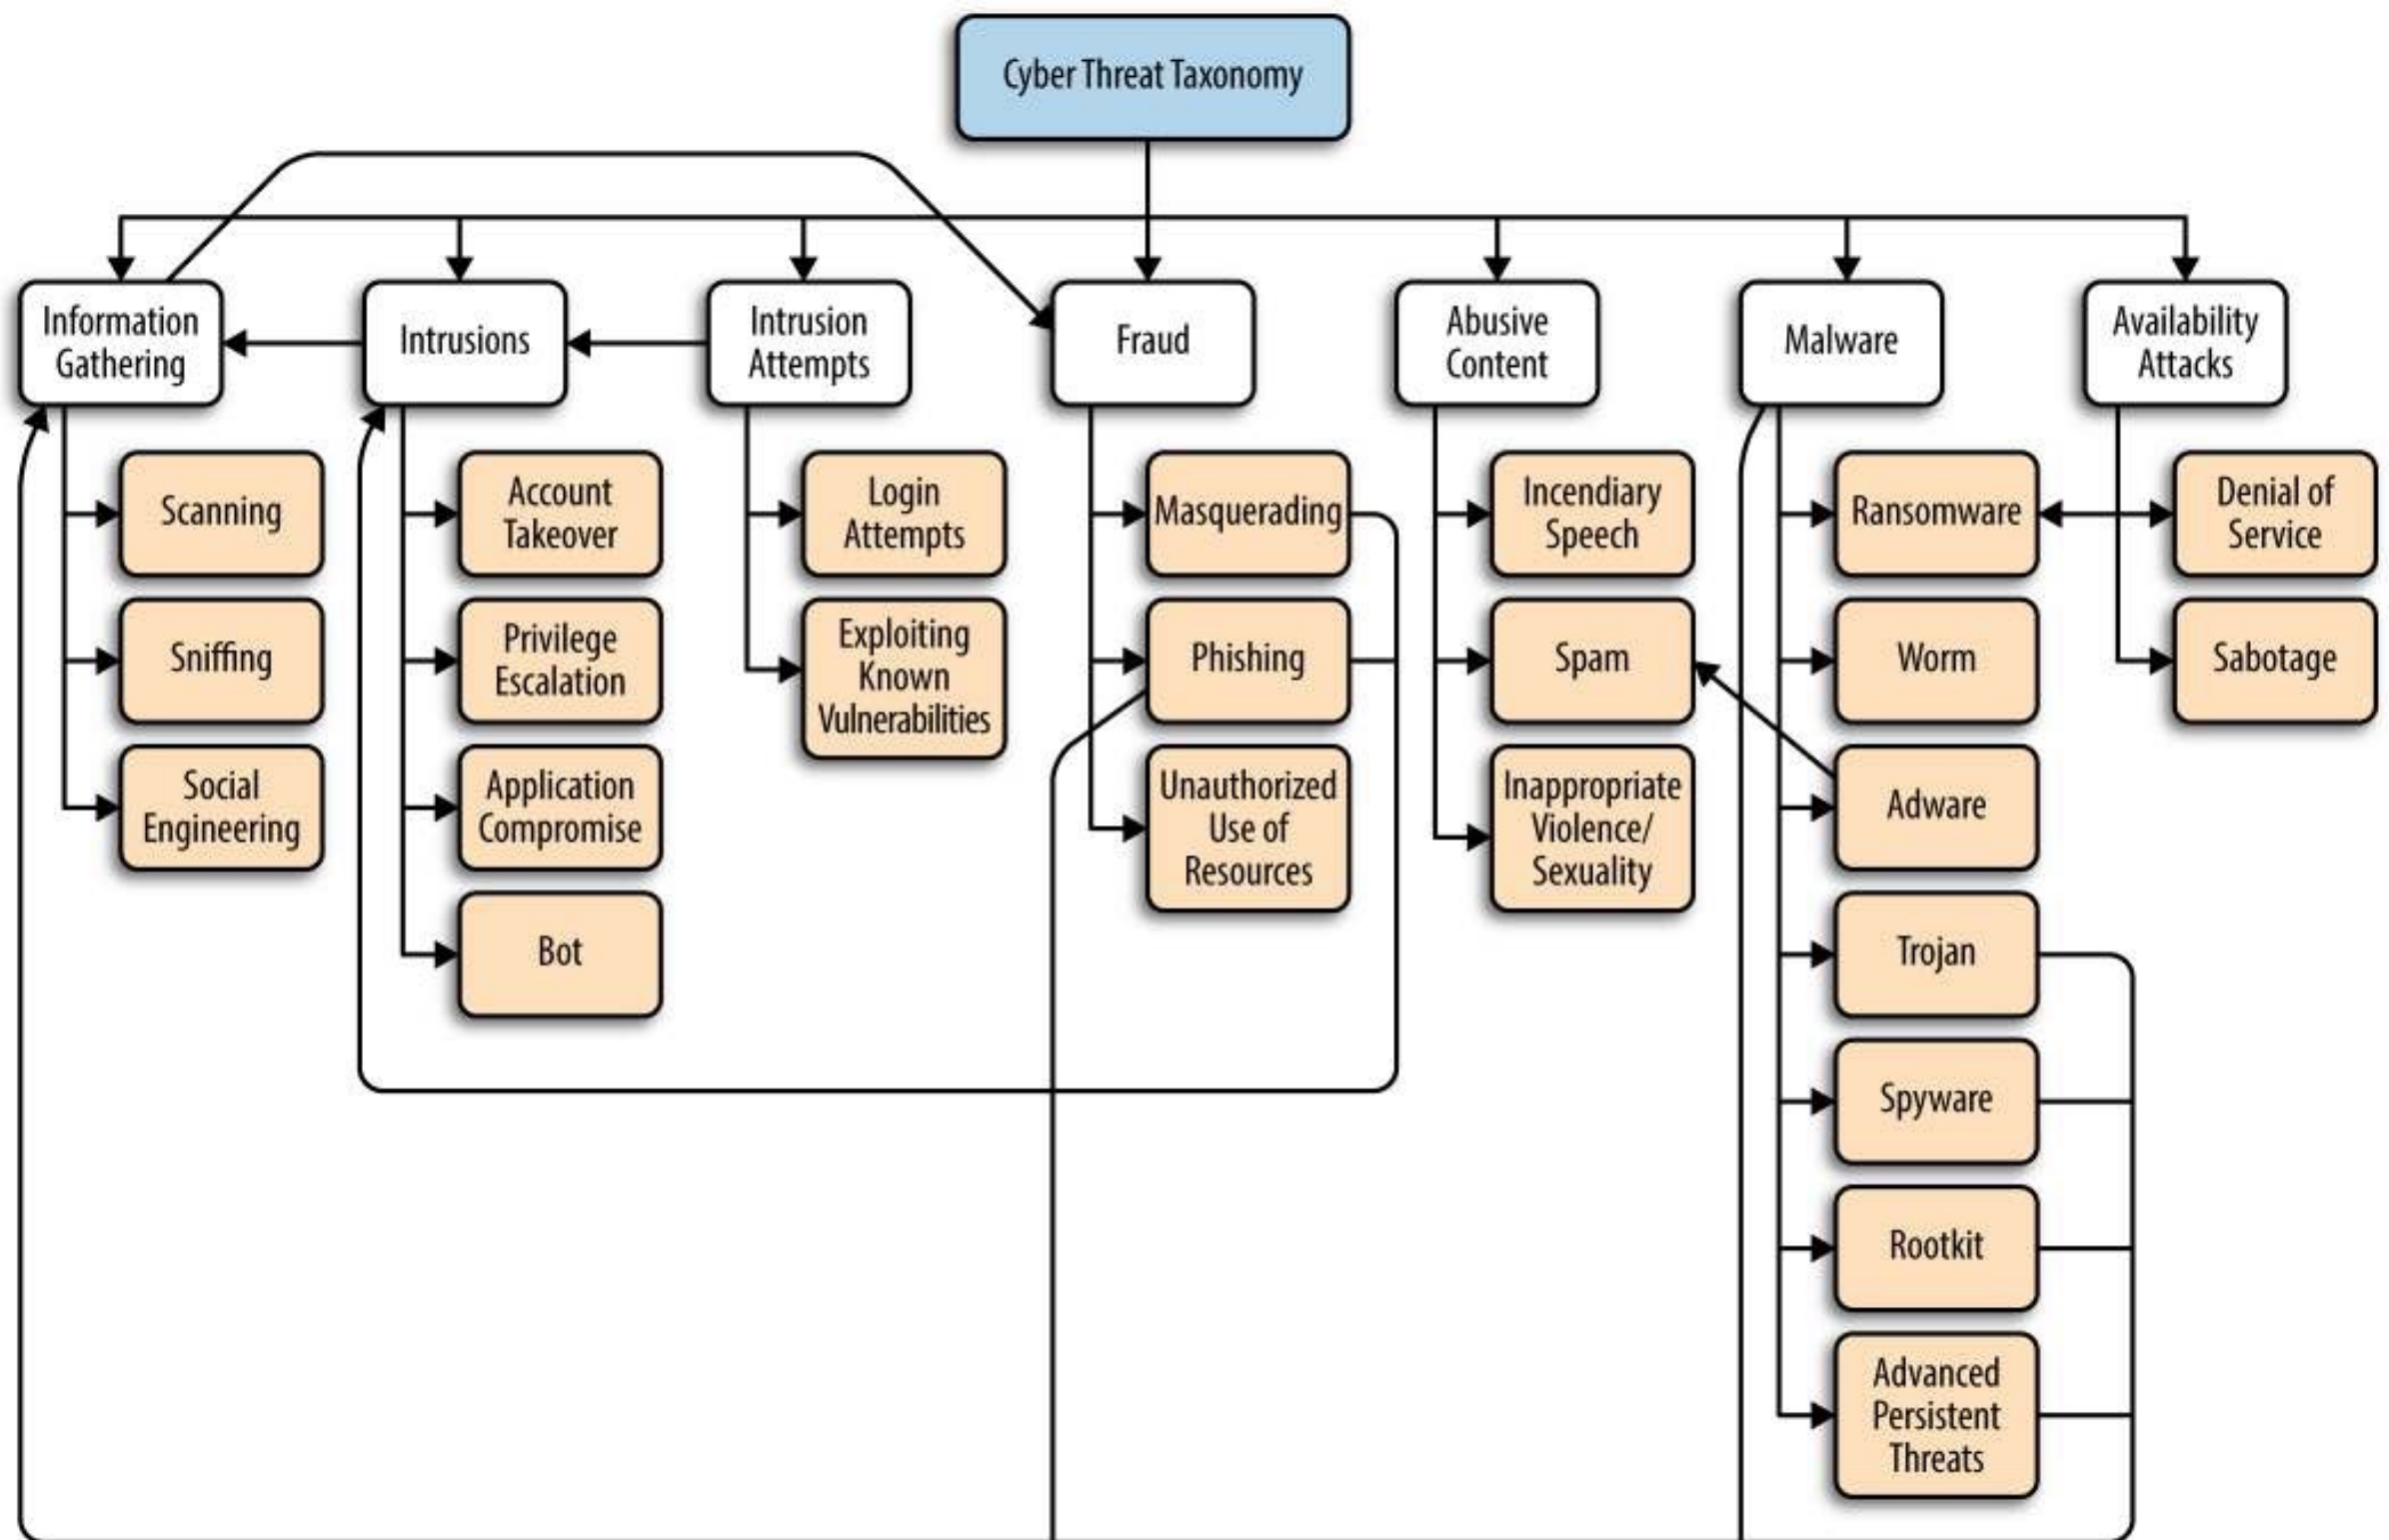 Cyber Threat Taxonomy
Information
Gathering
Intrusions
Intrusion
Attempts
Fraud
Abusive
Content
Malware
Availability
Attacks
Scanning
Sniffing
Social
Engineering
Account
Takeover
Privilege
Escalation
Application
Compromise
Bot
Login
Attempts
Exploiting
Known
Vulnerabilities
Masquerading
Phishing
Unauthorized
Use of
Resources
Incendiary
Speech
Spam
Inappropriate
Violence/
Sexuality
Ransomware
Worm
Adware
Trojan
Spyware
Rootkit
Advanced
Persistent
Threats
Denial of
Service
Sabotage